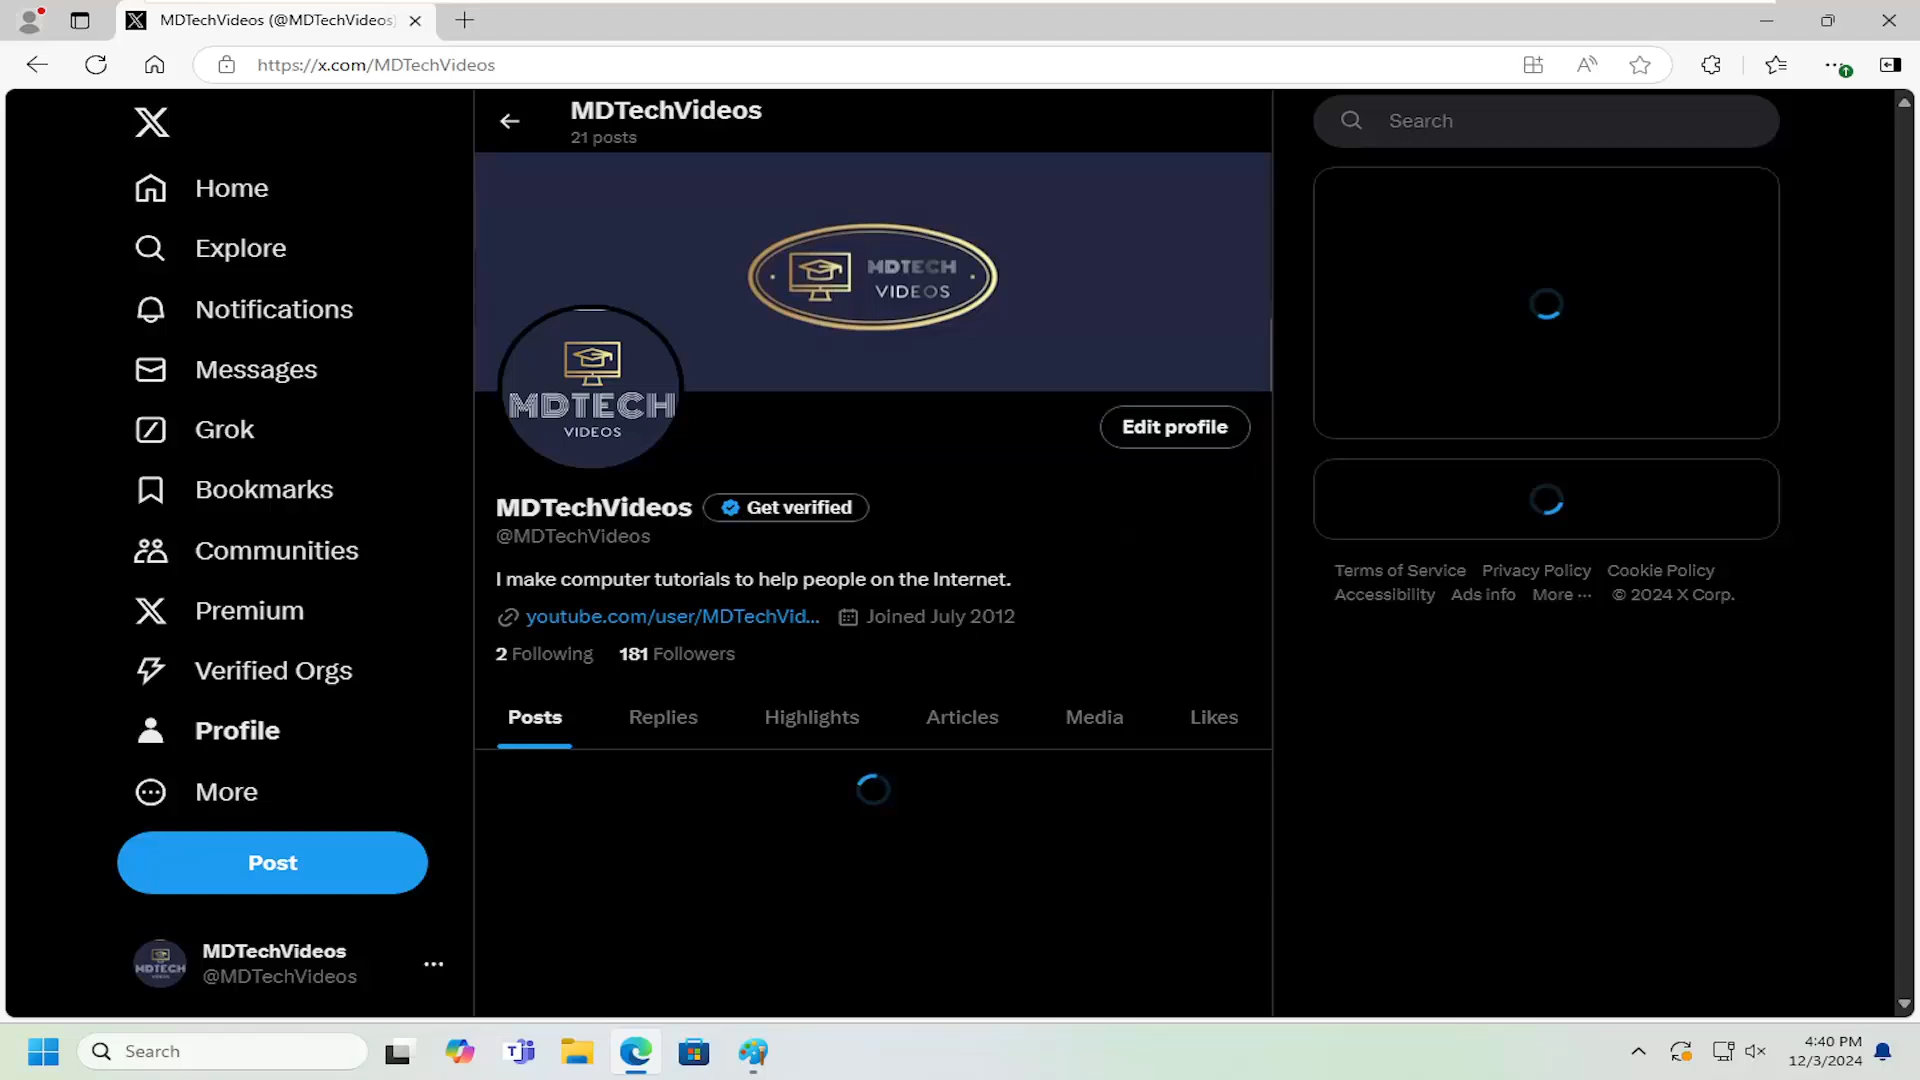 MDTechVideos (@MDTechVideos)
https://x.com/MDTechVideos
MDTechVideos
21 posts
Search
Home
Explore
Notifications
Messages
Grok
Bookmarks
Communities
Premium
Verified Orgs
Profile
More
Post
MDTechVideos
@MDTechVideos
MDTECH
VIDEOS
MDTECH
VIDEOS
Edit profile
MDTechVideos Get verified
@MDTechVideos
I make computer tutorials to help people on the Internet.
youtube.com/user/MDTechVid... Joined July 2012
2 Following 181 Followers
Posts Replies Highlights Articles Media Likes
Terms of Service Privacy Policy Cookie Policy
Accessibility Ads info More ··· © 2024 X Corp.
MDTECH
Search
4:40 PM
12/3/2024